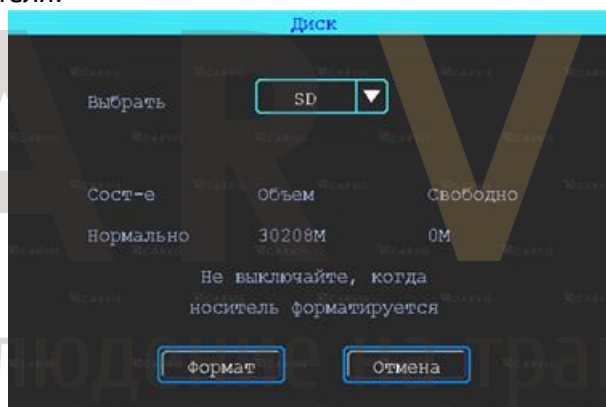 Диск
Выбрать SD
Сост-е Объем Свободно
Нормально 30208M 0M
Не выключайте, когда
носитель форматируется
Формат Отмена